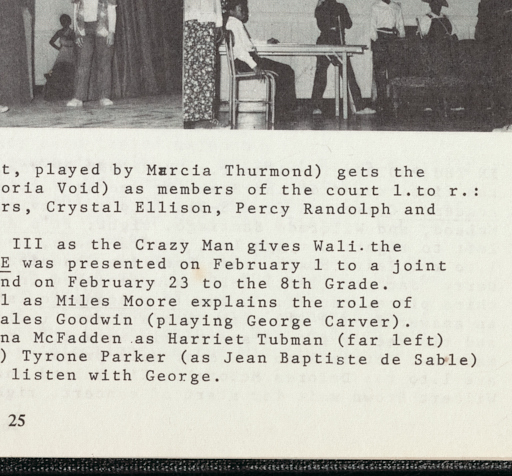 t, played by Marcia Thurmond) gets the
oria Void) as members of the court l.to r.:
rs, Crystal Ellison, Percy Randolph and
III as the Crazy Man gives Wali.the
E was presented on February 1 to a joint
nd on February 23 to the 8th Grade.
l as Miles Moore explains the role of
ales Goodwin (playing George Carver).
na McFadden as Harriet Tubman (far left)
) Tyrone Parker (as Jean Baptiste de Sable)
listen with George.
25